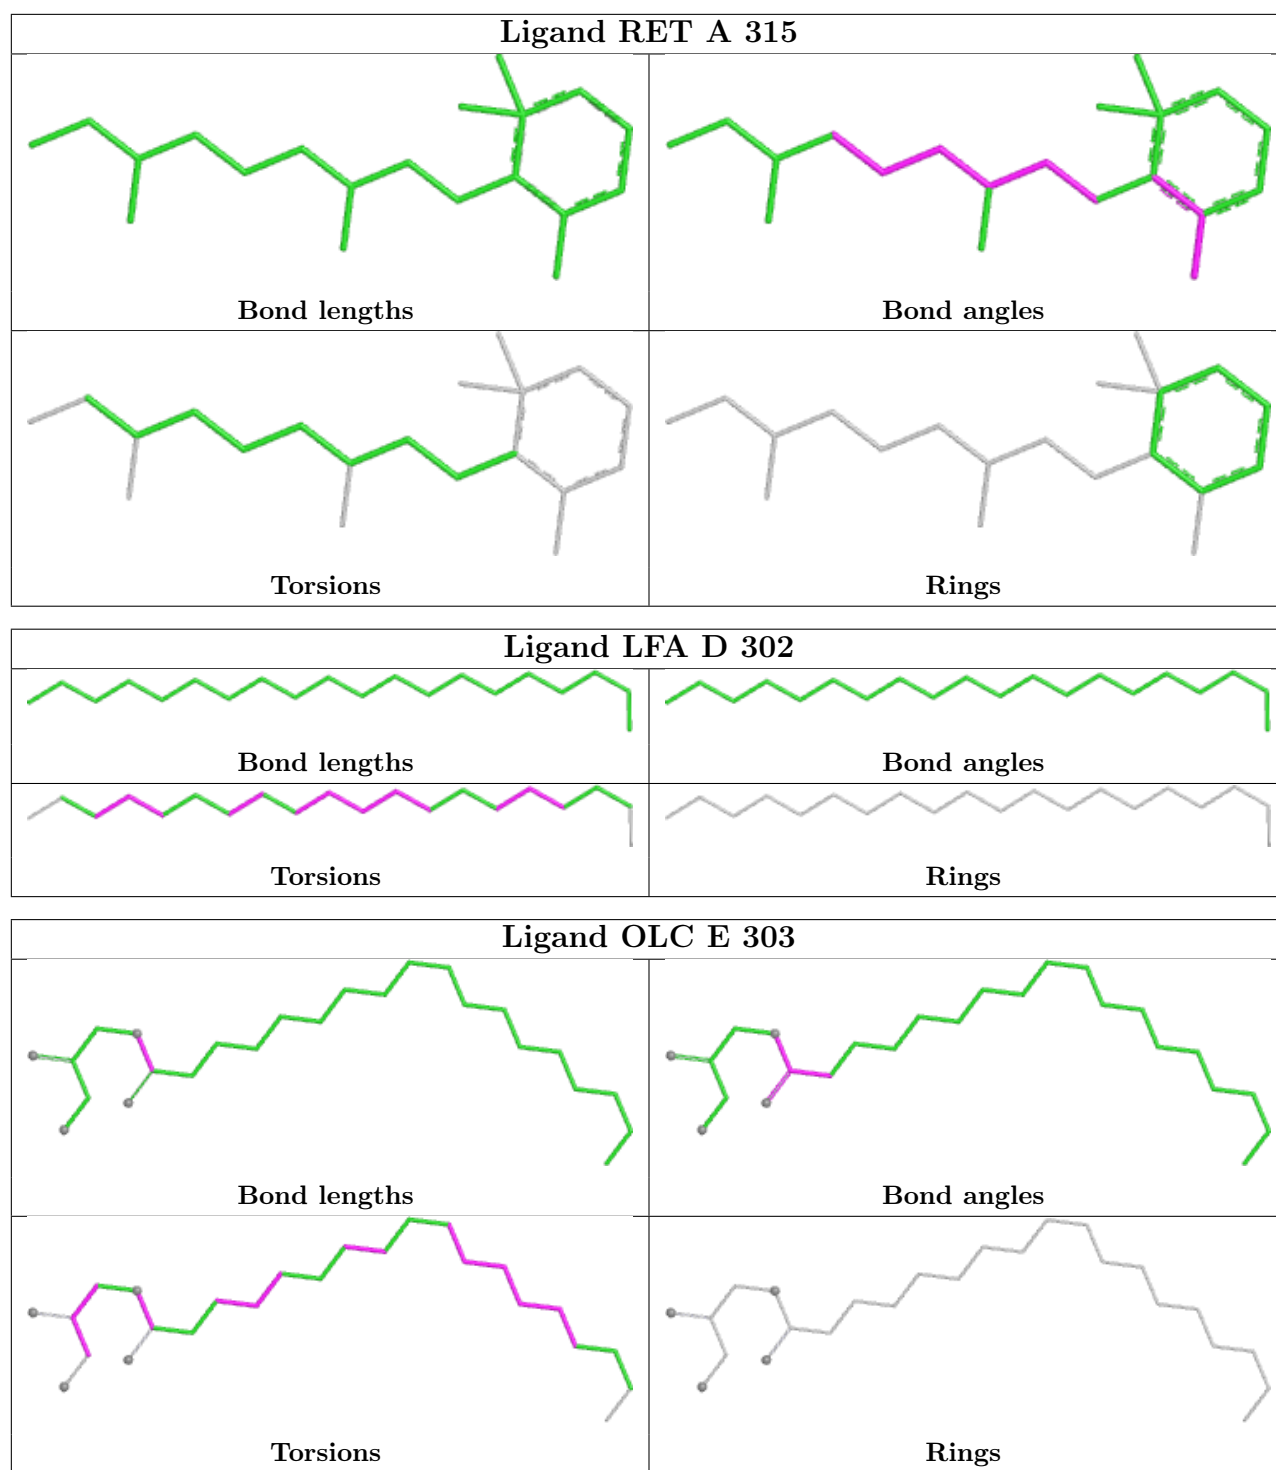 Ligand RET A 315
Bond lengths
Bond angles
Torsions
Rings
Ligand LFA D 302
Bond lengths
Bond angles
Torsions
Rings
Ligand OLC E 303
Bond lengths
Bond angles
Torsions
Rings